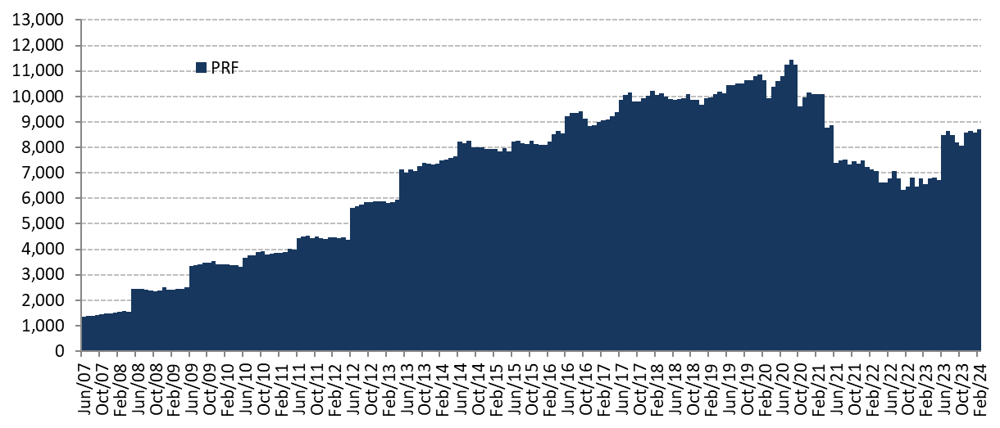 13,000
12,000
11,000
10,000
9,000
8,000
7,000
6,000
5,000
4,000
3,000
2,000
1,000
0
PRF
Jun/07
Oct/07
Feb/08
Jun/08
Oct/08
Feb/09
Jun/09
Oct/09
Feb/10
Jun/10
Oct/10
Feb/11
Jun/11
Oct/11
Feb/12
Jun/12
Oct/12
Feb/13
Jun/13
Oct/13
Feb/14
Jun/14
Oct/14
Feb/15
Jun/15
Oct/15
Feb/16
Jun/16
Oct/16
Feb/17
Jun/17
Oct/17
Feb/18
Jun/18
Oct/18
Feb/19
Jun/19
Oct/19
Feb/20
Jun/20
Oct/20
Feb/21
Jun/21
Oct/21
Feb/22
Jun/22
Oct/22
Feb/23
Jun/23
Oct/23
Feb/24